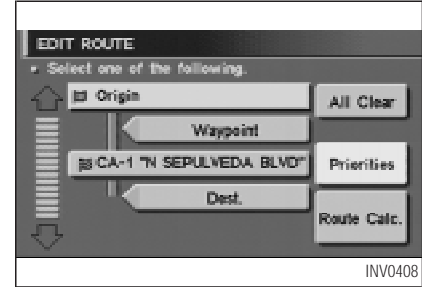 EDIT ROUTE
Select one of the following.
Origin
All Clear
Waypoint
CA-1 "N SEPULVEDA BLVD"
Priorities
Dest.
Route Calc.
INV0408